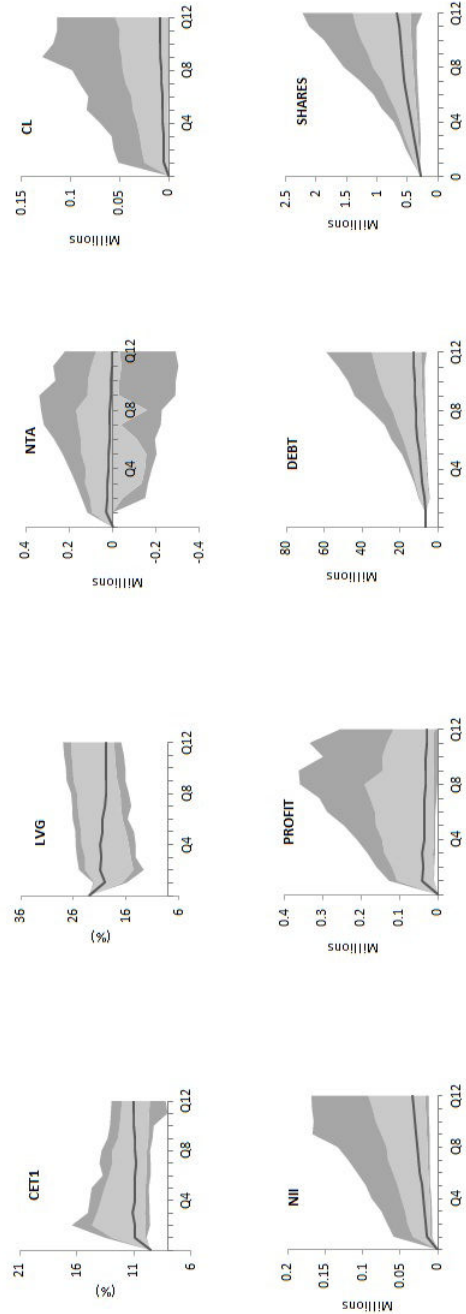 CET1
(%)
21
16
11
6
Q4
Q8
Q12
LVG
(%)
36
26
16
6
Q4
Q8
Q12
NTA
Millions
0.4
0.2
0
-0.2
-0.4
Q4
Q8
Q12
CL
Millions
0.15
0.1
0.05
0
0
Q4
Q8
Q12
NII
Millions
0.2
0.15
0.1
0.05
0
Q4
Q8
Q12
PROFIT
Millions
0.4
0.3
0.2
0.1
0
Q4
Q8
Q12
DEBT
Millions
80
60
40
20
0
0
Q4
Q8
Q12
SHARES
Millions
2.5
2
1.5
1
0.5
0
0
Q4
Q8
Q12